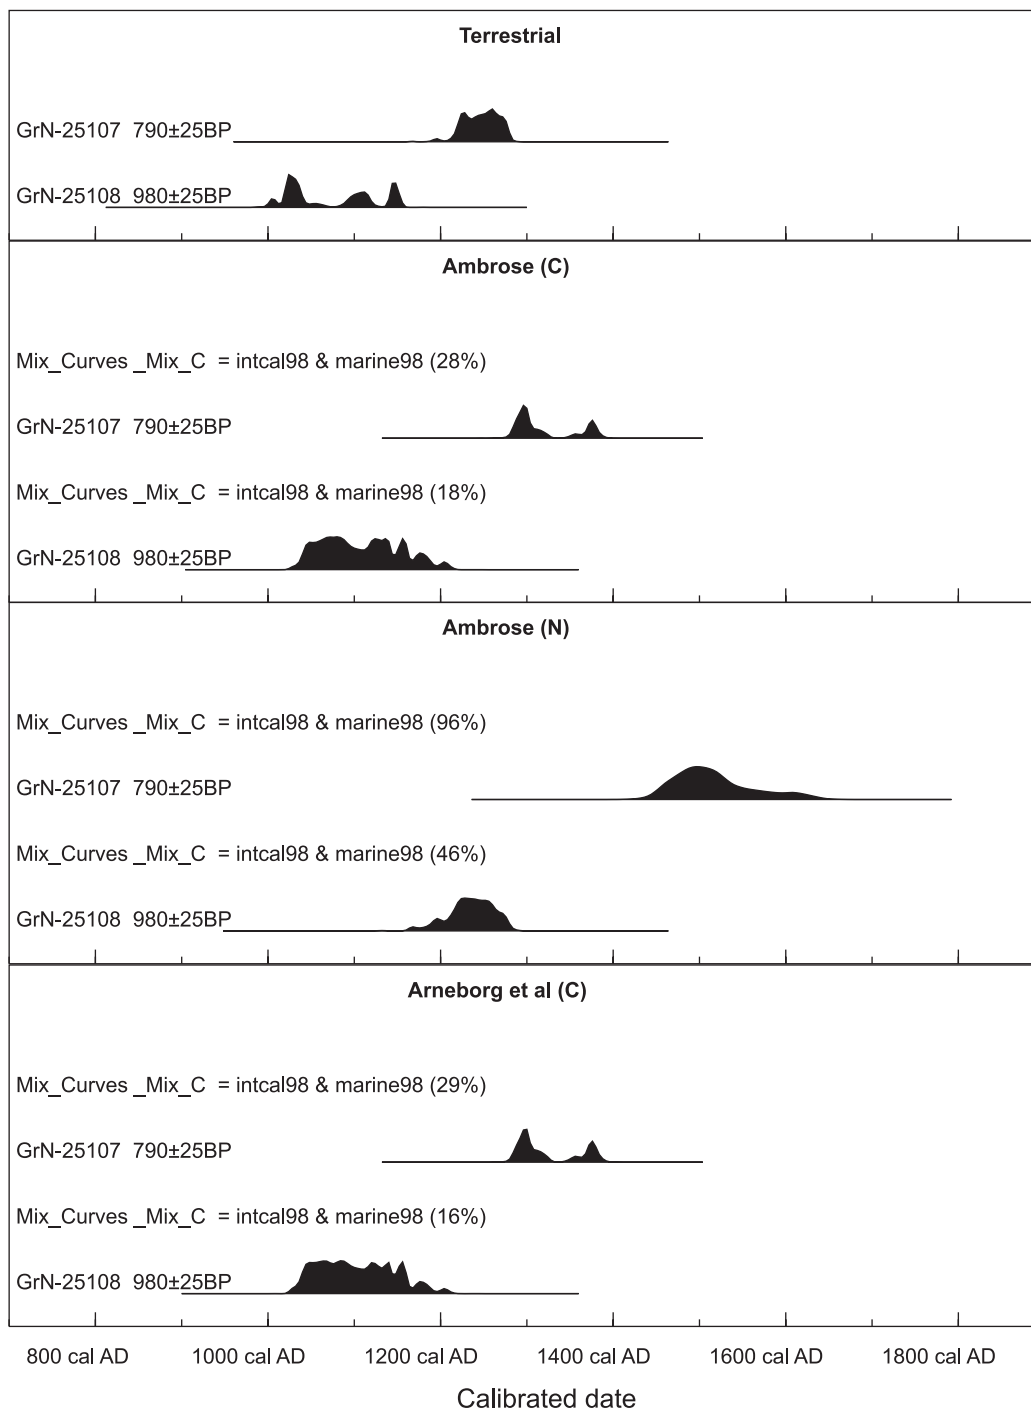 Terrestrial
GrN-25107 790±25BP
GrN-25108 980±25BP
Ambrose (C)
Mix_Curves _Mix_C = intcal98 & marine98 (28%)
GrN-25107 790±25BP
Mix_Curves _Mix_C = intcal98 & marine98 (18%)
GrN-25108 980±25BP
Ambrose (N)
Mix_Curves _Mix_C = intcal98 & marine98 (96%)
GrN-25107 790±25BP
Mix_Curves _Mix_C = intcal98 & marine98 (46%)
GrN-25108 980±25BP
Arneborg et al (C)
Mix_Curves _Mix_C = intcal98 & marine98 (29%)
GrN-25107 790±25BP
Mix_Curves _Mix_C = intcal98 & marine98 (16%)
GrN-25108 980±25BP
800 cal AD 1000 cal AD 1200 cal AD 1400 cal AD 1600 cal AD 1800 cal AD
Calibrated date